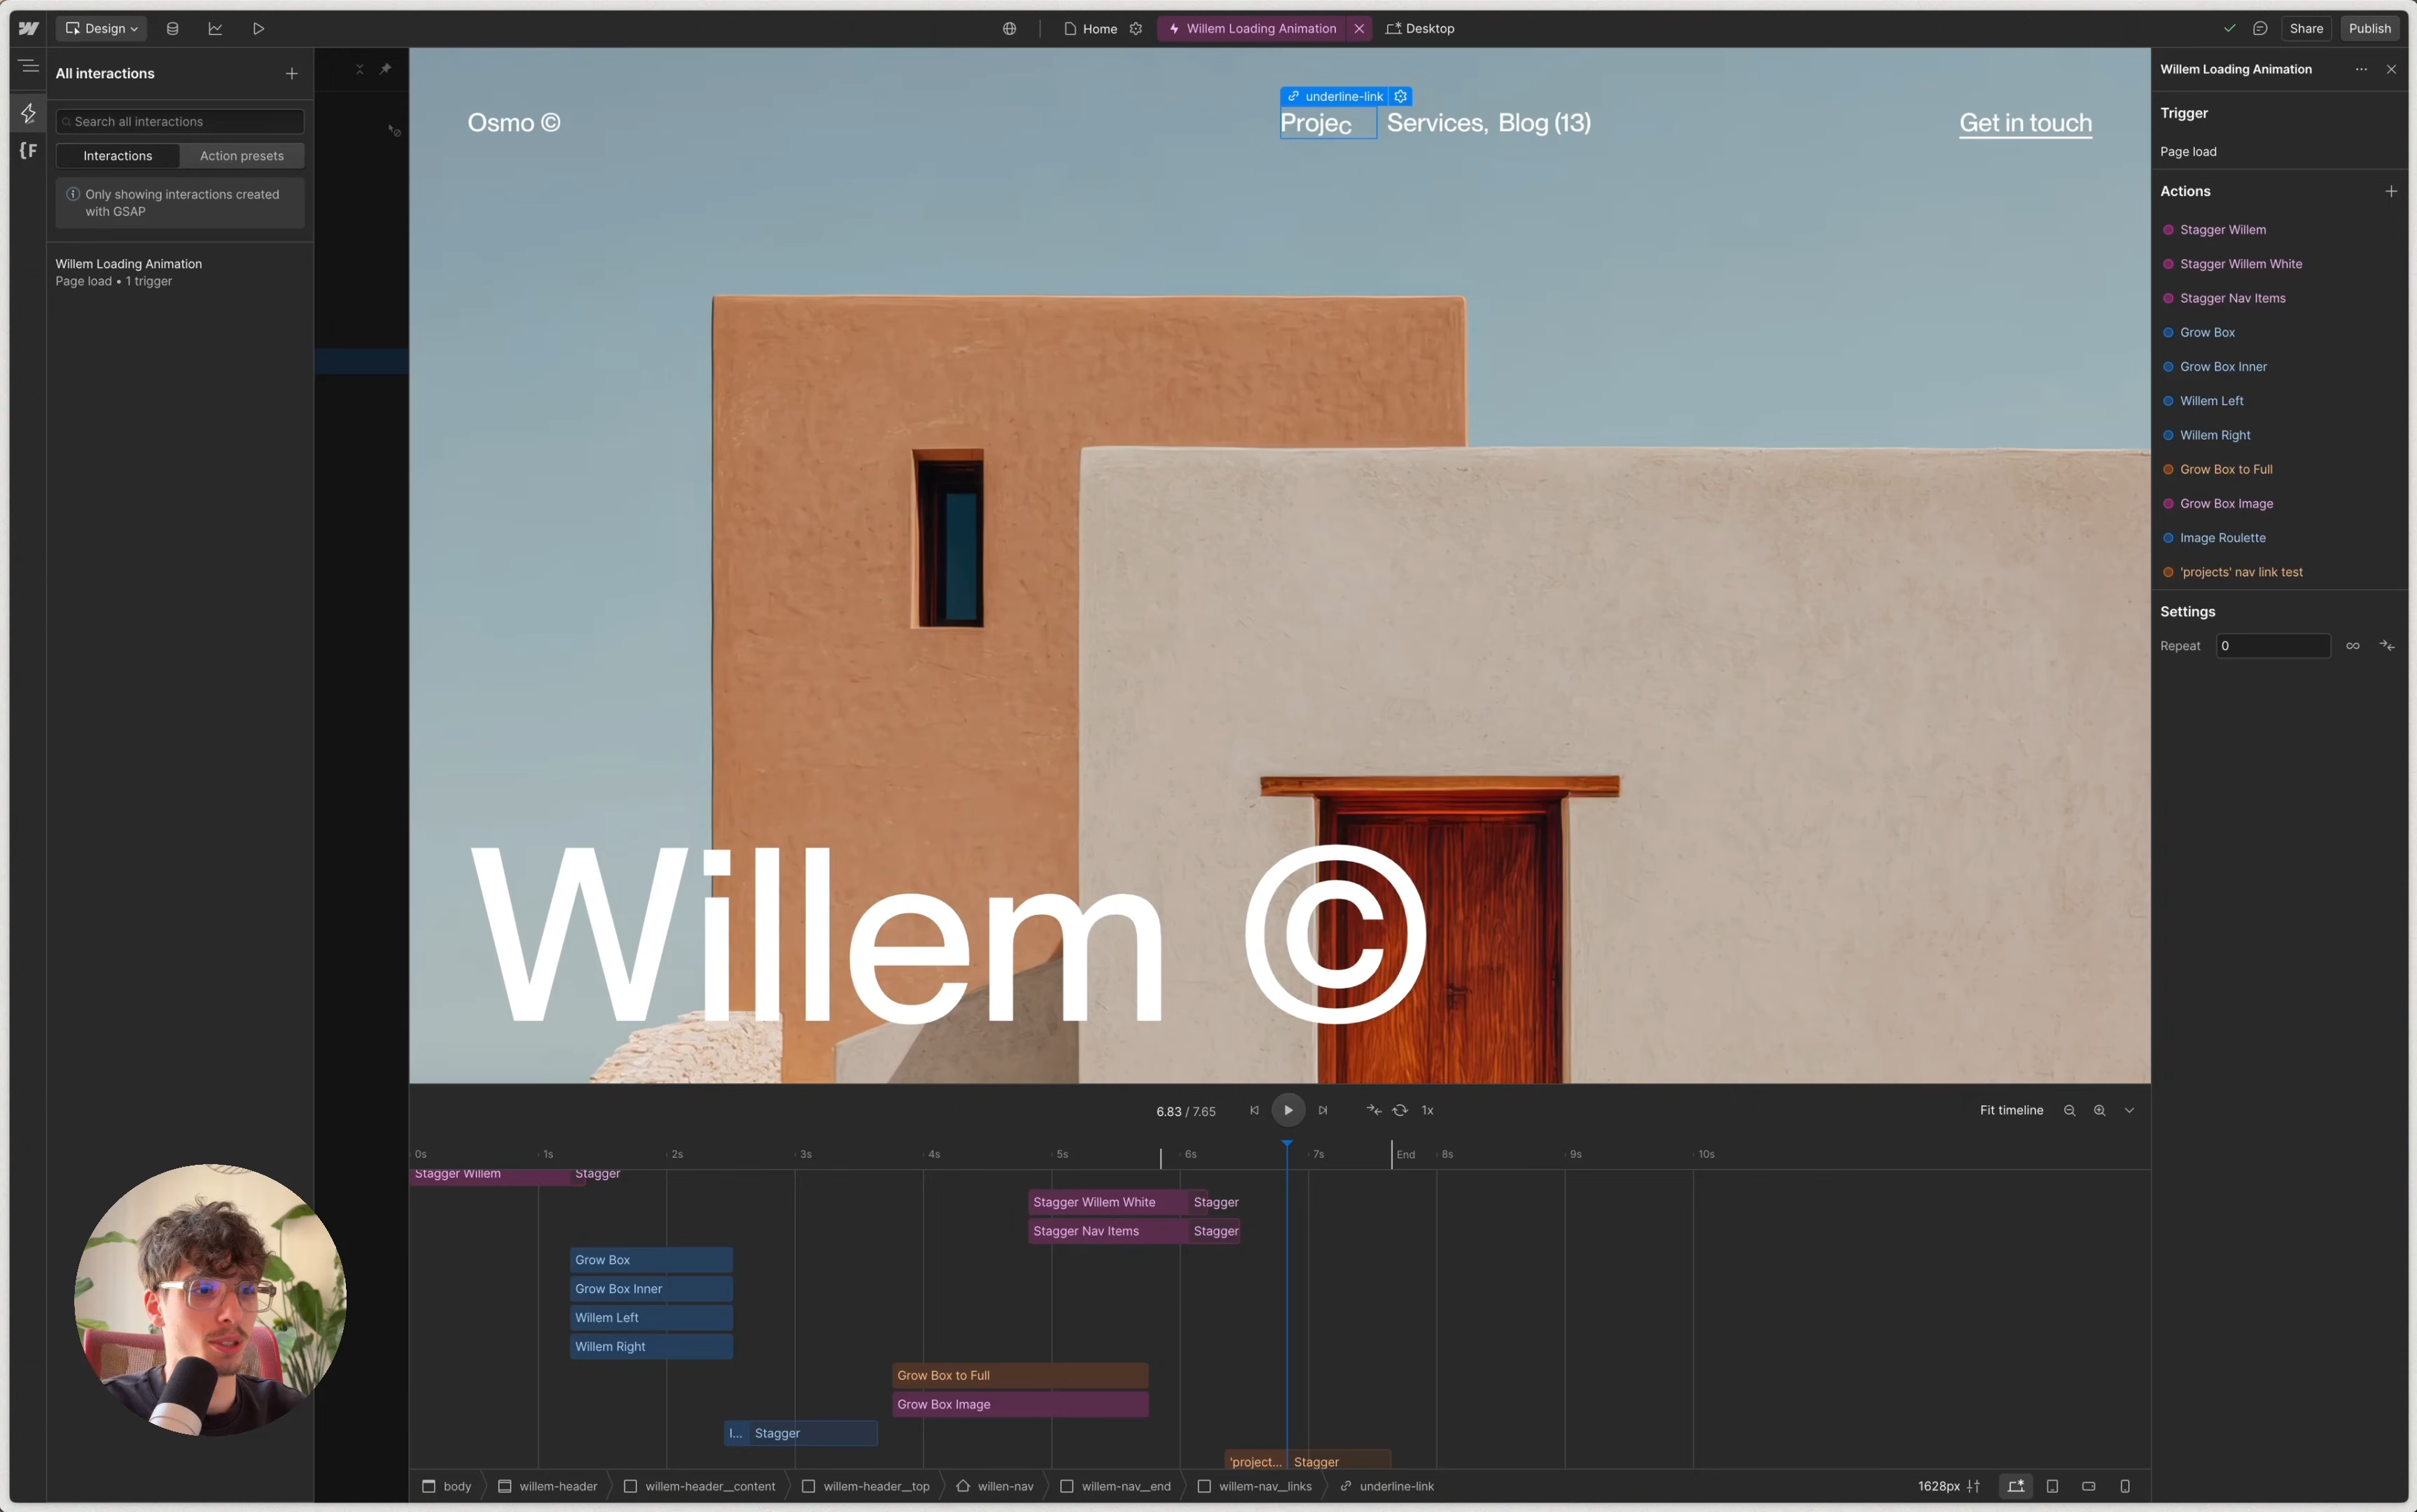 Design
Home
Willem Loading Animation
Desktop
Share
Publish
All interactions
Search all interactions
Interactions
Action presets
Only showing interactions created
with GSAP
Willem Loading Animation
Page load • 1 trigger
{F
Osmo ©
underline-link
Projec
Services,
Blog (13)
Get in touch
Willem ©
Willem Loading Animation
Trigger
Page load
Actions
Stagger Willem
Stagger Willem White
Stagger Nav Items
Grow Box
Grow Box Inner
Willem Left
Willem Right
Grow Box to Full
Grow Box Image
Image Roulette
'projects' nav link test
Settings
Repeat
0
6.83 / 7.65
1x
Fit timeline
0s
1s
2s
3s
4s
5s
6s
7s
End
8s
9s
10s
Stagger Willem
Stagger
Stagger Willem White
Stagger
Stagger Nav Items
Stagger
Grow Box
Grow Box Inner
Willem Left
Willem Right
Grow Box to Full
Grow Box Image
I...
Stagger
'project...
Stagger
body
willem-header
willem-header__content
willem-header__top
willen-nav
willem-nav__end
willem-nav__links
underline-link
1628px